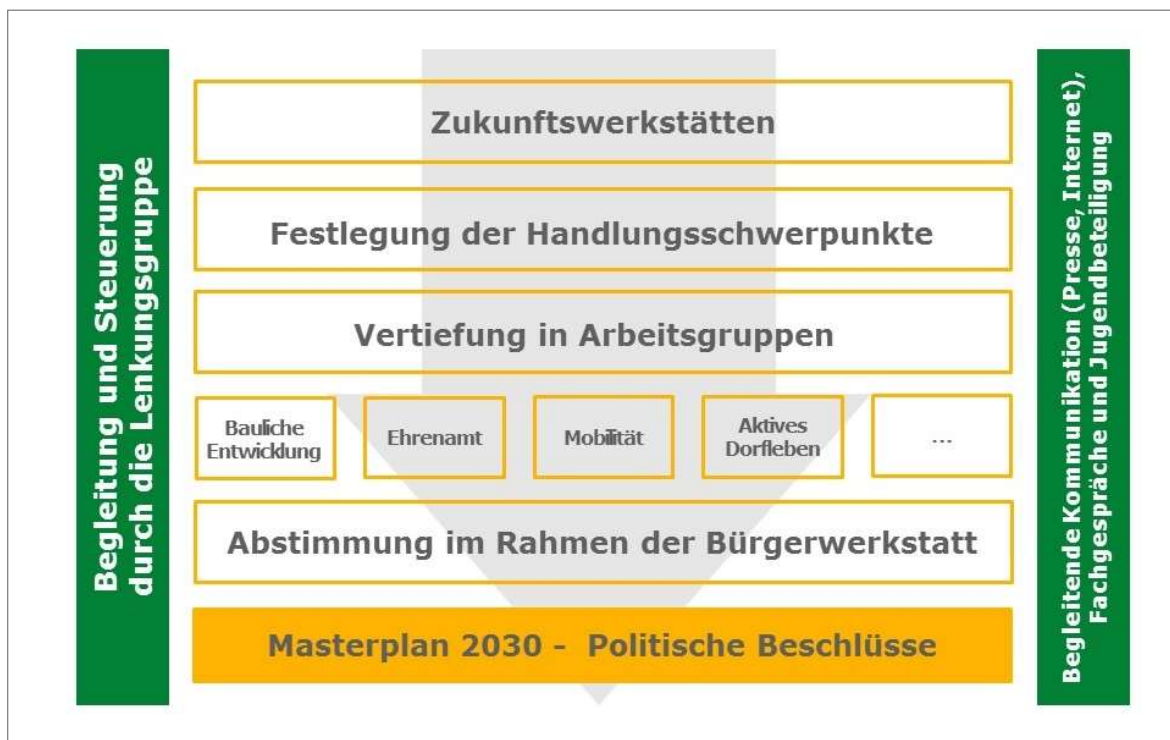 Begleitung und Steuerung
durch die Lenkungsgruppe
Zukunftswerkstätten
Festlegung der Handlungsschwerpunkte
Vertiefung in Arbeitsgruppen
Bauliche
Entwicklung
Ehrenamt
Mobilität
Aktives
Dorfleben
...
Abstimmung im Rahmen der Bürgerwerkstatt
Masterplan 2030 - Politische Beschlüsse
Begleitende Kommunikation (Presse, Internet),
Fachgespräche und Jugendbeteiligung